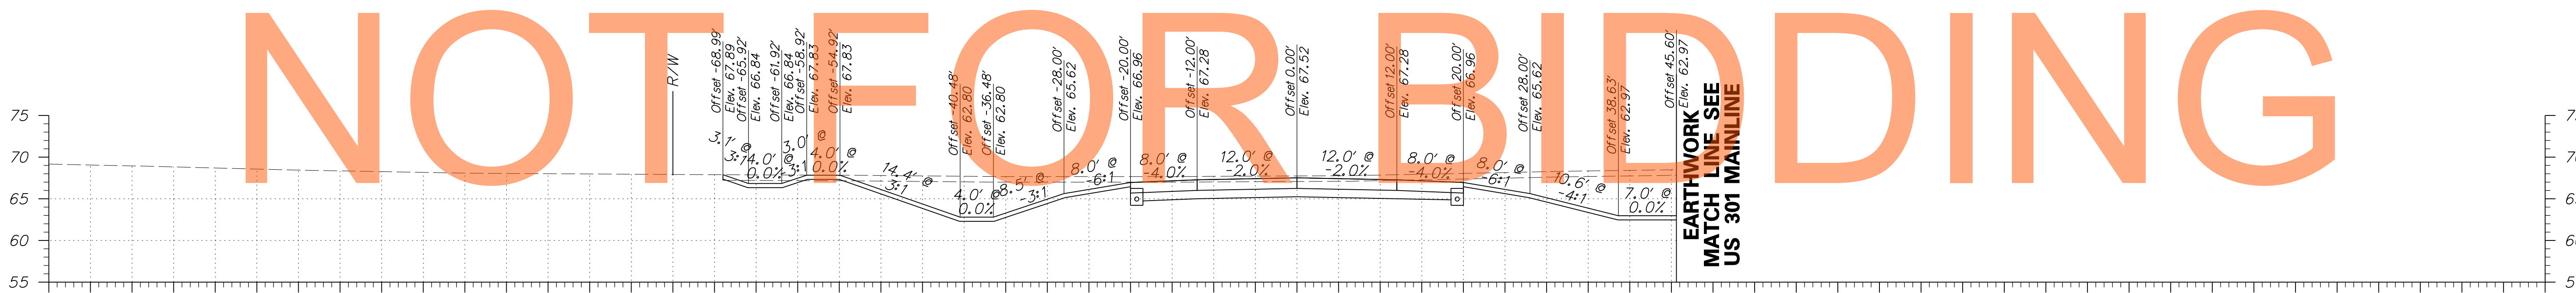 NOT FOR BIDDING
R/W
Offset -68.99'
Elev. 67.89
Offset -65.92'
Elev. 66.84
Offset -61.92'
Elev. 66.84
Offset -58.92'
Elev. 67.83
Offset -54.92'
Elev. 67.83
Offset -40.48'
Elev. 62.80
Offset -36.48'
Elev. 62.80
Offset -28.00'
Elev. 65.62
Offset -20.00'
Elev. 66.96
Offset -12.00'
Elev. 67.28
Offset 0.00'
Elev. 67.52
Offset 12.00'
Elev. 67.28
Offset 20.00'
Elev. 66.96
Offset 28.00'
Elev. 65.62
Offset 38.63'
Elev. 62.97
Offset 45.60'
Elev. 62.97
3.1' @
3:1
4.0' @
0.0%
3.0' @
-3:1
4.0' @
0.0%
14.4' @
3:1
4.0' @
0.0%
8.5' @
-3:1
8.0' @
-6:1
8.0' @
-4.0%
12.0' @
-2.0%
12.0' @
-2.0%
8.0' @
-4.0%
8.0' @
-6:1
10.6' @
-4:1
7.0' @
0.0%
EARTHWORK
MATCH LINE SEE
US 301 MAINLINE
75
70
65
60
55